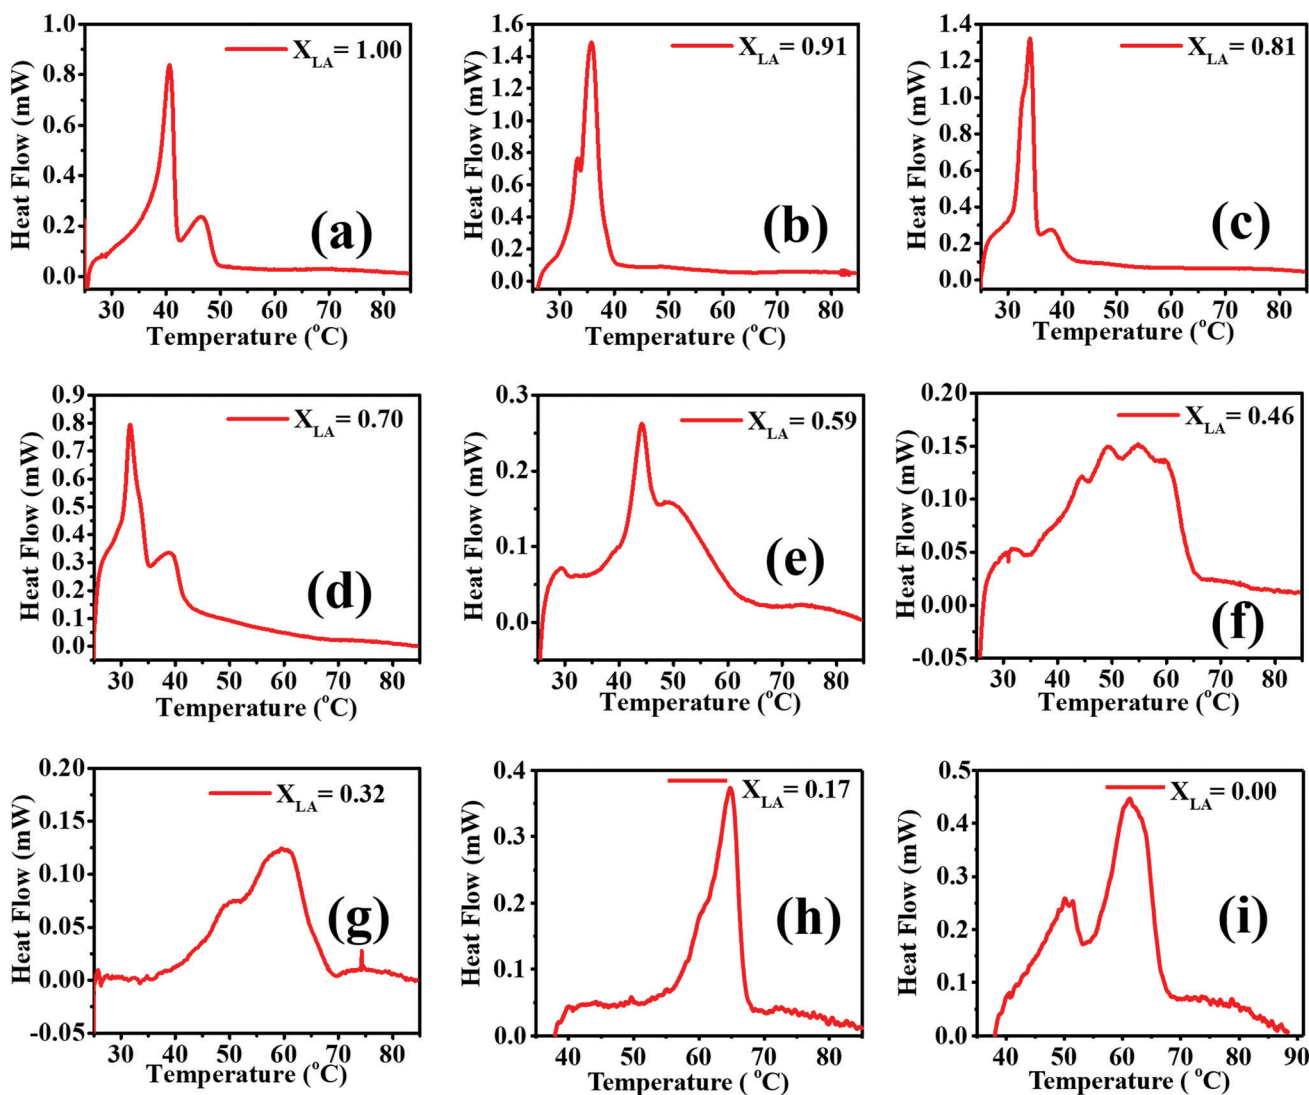 1.0
0.8
0.6
0.4
0.2
0.0
Heat Flow (mW)
X_LA = 1.00
(a)
30 40 50 60 70 80
Temperature (°C)
1.6
1.4
1.2
1.0
0.8
0.6
0.4
0.2
0.0
Heat Flow (mW)
X_LA = 0.91
(b)
30 40 50 60 70 80
Temperature (°C)
1.4
1.2
1.0
0.8
0.6
0.4
0.2
0.0
Heat Flow (mW)
X_LA = 0.81
(c)
30 40 50 60 70 80
Temperature (°C)
0.9
0.8
0.7
0.6
0.5
0.4
0.3
0.2
0.1
0.0
Heat Flow (mW)
X_LA = 0.70
(d)
30 40 50 60 70 80
Temperature (°C)
0.3
0.2
0.1
0.0
Heat Flow (mW)
X_LA = 0.59
(e)
30 40 50 60 70 80
Temperature (°C)
0.20
0.15
0.10
0.05
0.00
-0.05
Heat Flow (mW)
X_LA = 0.46
(f)
30 40 50 60 70 80
Temperature (°C)
0.20
0.15
0.10
0.05
0.00
-0.05
Heat Flow (mW)
X_LA = 0.32
(g)
30 40 50 60 70 80
Temperature (°C)
0.4
0.3
0.2
0.1
0.0
Heat Flow (mW)
X_LA = 0.17
(h)
40 50 60 70 80
Temperature ( °C)
0.5
0.4
0.3
0.2
0.1
0.0
Heat Flow (mW)
X_LA = 0.00
(i)
40 50 60 70 80 90
Temperature ( °C)